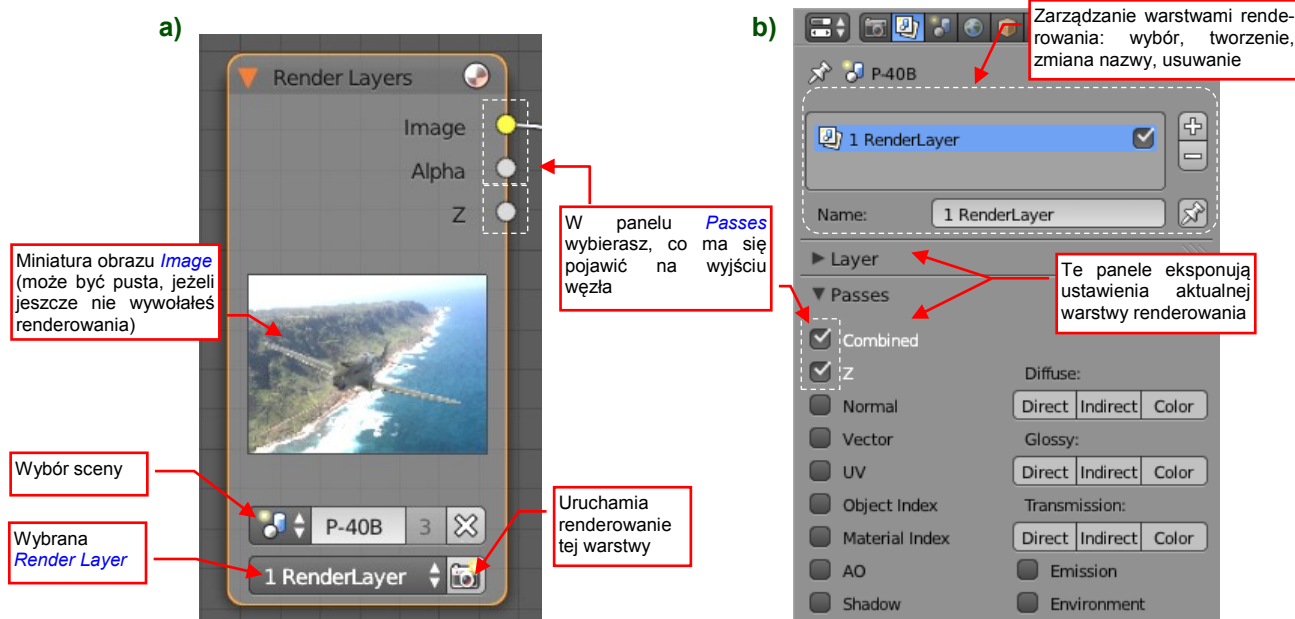 a)
Render Layers
Image
Alpha
Z
Miniatura obrazu Image
(może być pusta, jeżeli
jeszcze nie wywołałeś
renderowania)
Wybór sceny
P-40B
3
Wybrana
Render Layer
1 RenderLayer
W panelu Passes
wybierasz, co ma się
pojawić na wyjściu
węzła
Uruchamia
renderowanie
tej warstwy
b)
Zarządzanie warstwami rende-
rowania: wybór, tworzenie,
zmiana nazwy, usuwanie
P-40B
1 RenderLayer
Name:
1 RenderLayer
Layer
Passes
Te panele eksponują
ustawienia aktualnej
warstwy renderowania
Combined
Z
Diffuse:
Normal
Direct Indirect Color
Vector
Glossy:
UV
Direct Indirect Color
Object Index
Transmission:
Material Index
Direct Indirect Color
AO
Emission
Shadow
Environment